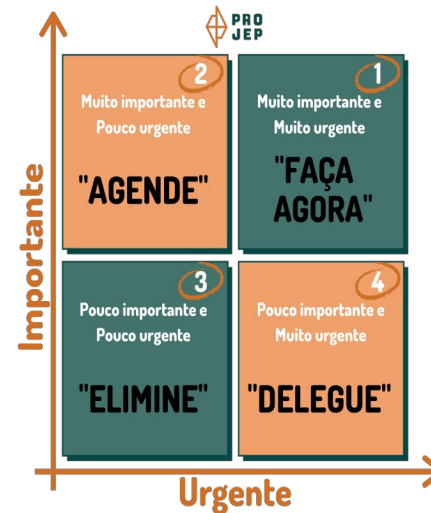 PRO
JEP
2
Muito importante e
Pouco urgente
"AGENDE"
1
Muito importante e
Muito urgente
"FAÇA
AGORA"
3
Pouco importante e
Pouco urgente
"ELIMINE"
4
Pouco importante e
Muito urgente
"DELEGUE"
Importante
Urgente